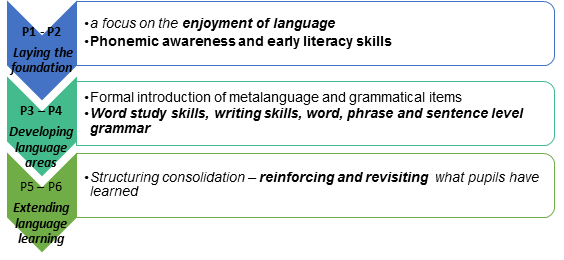 P1 - P2
Laying the
foundation
•a focus on the enjoyment of language
•Phonemic awareness and early literacy skills
P3 – P4
Developing
language
areas
•Formal introduction of metalanguage and grammatical items
•Word study skills, writing skills, word, phrase and sentence level
grammar
P5 – P6
Extending
language
learning
•Structuring consolidation – reinforcing and revisiting what pupils have
learned